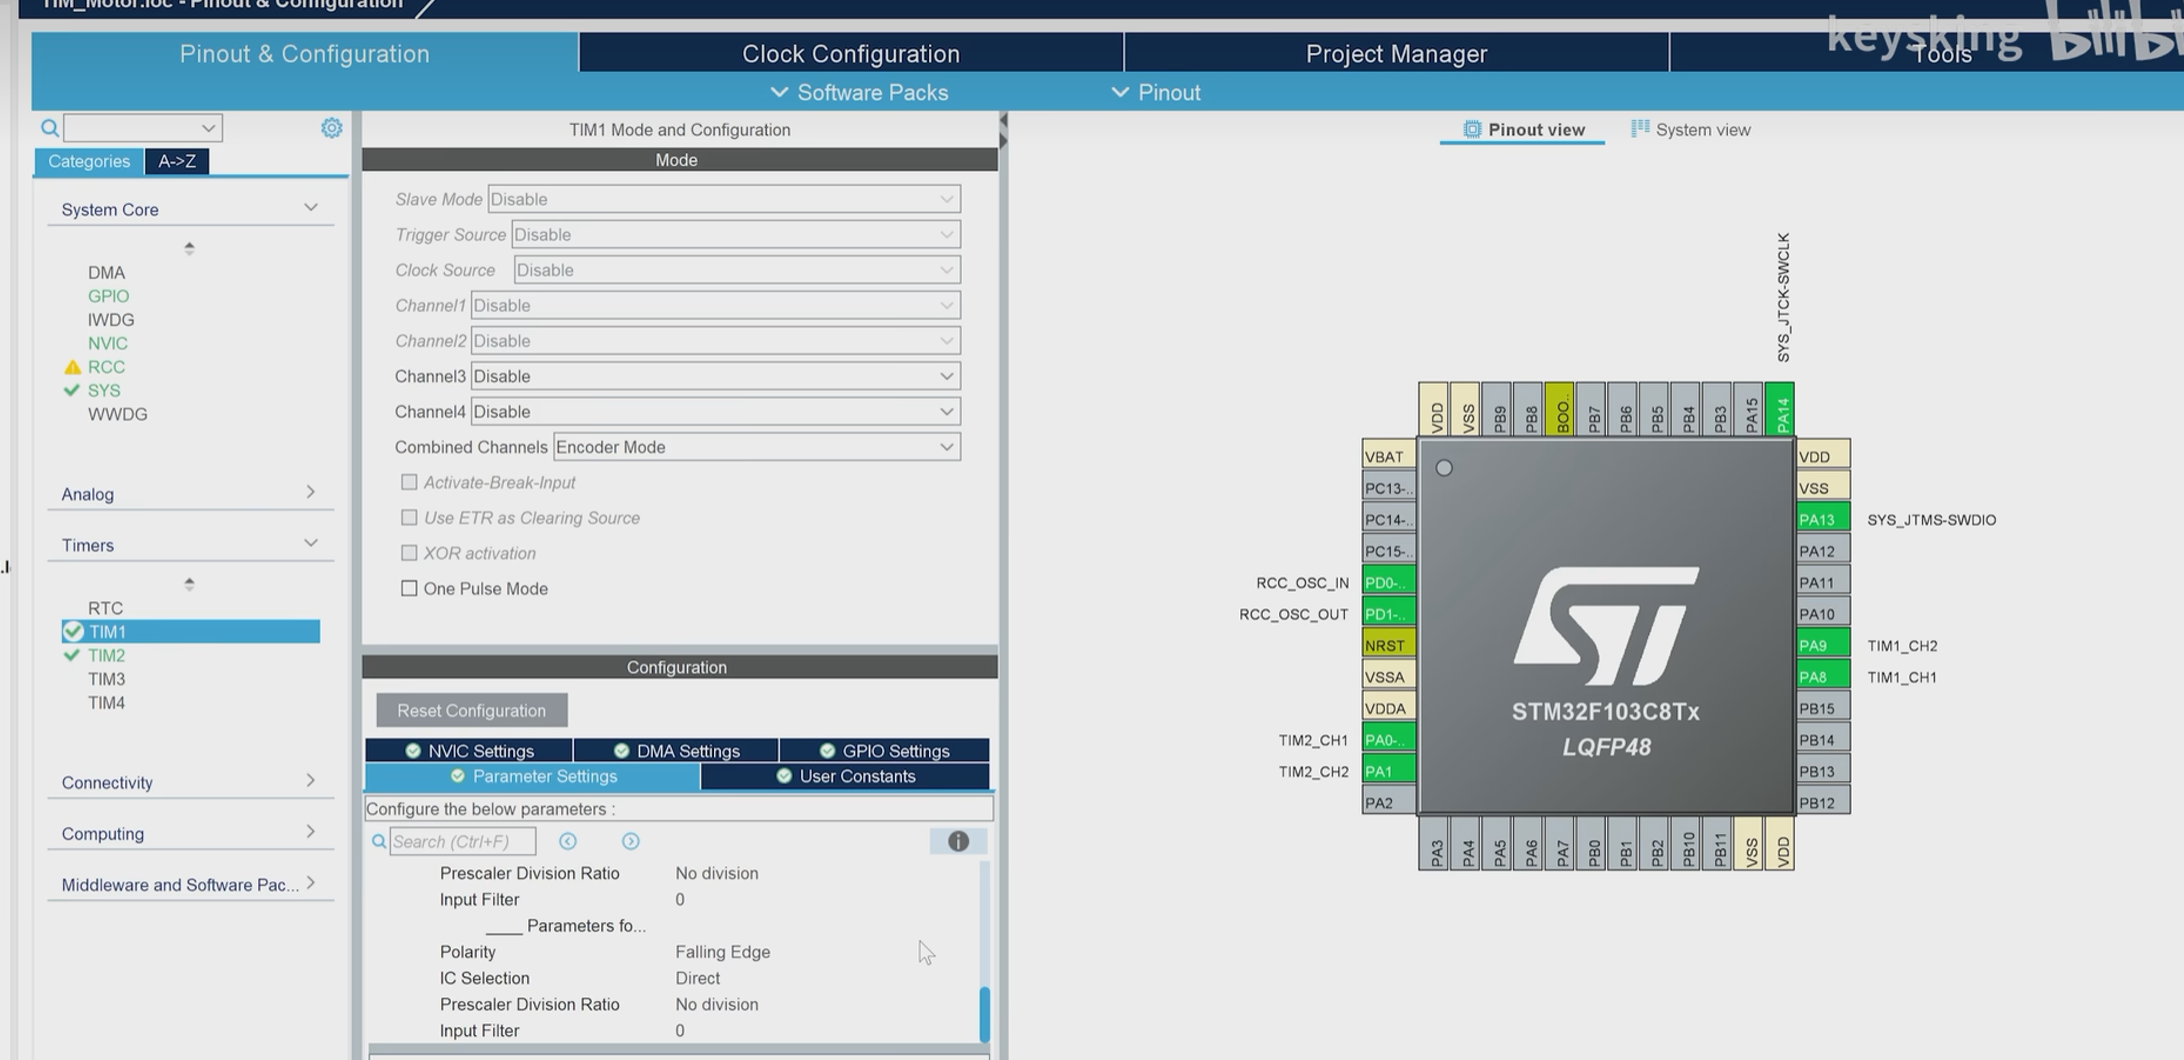 TIM_Motor.ioc - Pinout & Configuration
keysking bilibi
Pinout & Configuration
Clock Configuration
Project Manager
Tools
Software Packs
Pinout
Categories
A->Z
System Core
DMA
GPIO
IWDG
NVIC
RCC
SYS
WWDG
Analog
Timers
RTC
TIM1
TIM2
TIM3
TIM4
Connectivity
Computing
Middleware and Software Pac...
TIM1 Mode and Configuration
Mode
Slave Mode Disable
Trigger Source Disable
Clock Source Disable
Channel1 Disable
Channel2 Disable
Channel3 Disable
Channel4 Disable
Combined Channels Encoder Mode
Activate-Break-Input
Use ETR as Clearing Source
XOR activation
One Pulse Mode
Configuration
Reset Configuration
NVIC Settings
DMA Settings
GPIO Settings
Parameter Settings
User Constants
Configure the below parameters :
Search (Ctrl+F)
Prescaler Division Ratio No division
Input Filter 0
____ Parameters fo...
Polarity Falling Edge
IC Selection Direct
Prescaler Division Ratio No division
Input Filter 0
Pinout view
System view
SYS_JTCK-SWCLK
VDD
VSS
PB9
PB8
BOO..
PB7
PB6
PB5
PB4
PB3
PA15
PA14
VBAT
PC13-..
PC14-..
PC15-..
RCC_OSC_IN PD0-..
RCC_OSC_OUT PD1-..
NRST
VSSA
VDDA
TIM2_CH1 PA0-..
TIM2_CH2 PA1
PA2
STM32F103C8Tx
LQFP48
VDD
VSS
PA13 SYS_JTMS-SWDIO
PA12
PA11
PA10
PA9 TIM1_CH2
PA8 TIM1_CH1
PB15
PB14
PB13
PB12
PA3
PA4
PA5
PA6
PA7
PB0
PB1
PB2
PB10
PB11
VSS
VDD